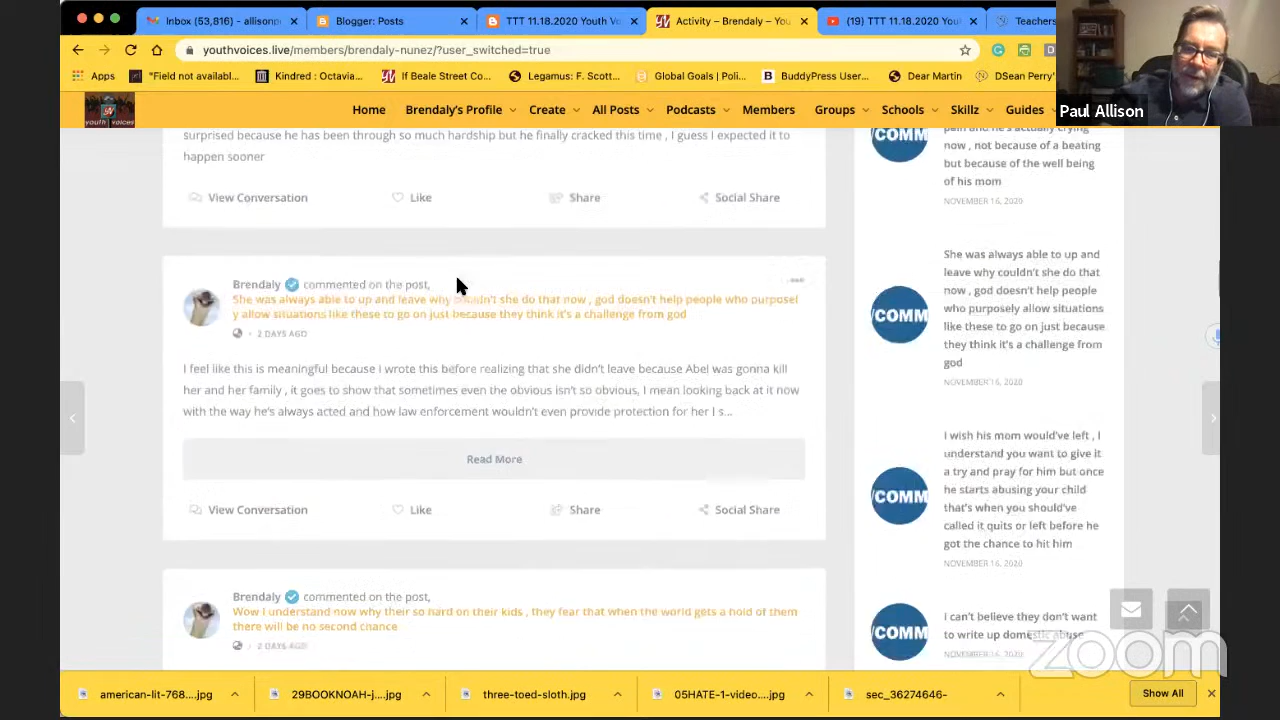 Inbox (53,816) - allisonp
Blogger: Posts
TTT 11.18.2020 Youth Vo
Activity – Brendaly – You
(19) TTT 11.18.2020 You
Teachers
youthvoices.live/members/brendaly-nunez/?user_switched=true
Apps
"Field not availabl...
Kindred : Octavia...
If Beale Street Co...
Legamus: F. Scott...
Global Goals | Poli...
BuddyPress User...
Dear Martin
DSean Perry'
youth voices
Home
Brendaly's Profile
Create
All Posts
Podcasts
Members
Groups
Schools
Skillz
Guides
Paul Allison
surprised because he has been through so much hardship but he finally cracked this time , I guess I expected it to
happen sooner
View Conversation
Like
Share
Social Share
Brendaly commented on the post,
She was always able to up and leave why couldn't she do that now , god doesn't help people who purposel
y allow situations like these to go on just because they think it's a challenge from god
2 DAYS AGO
I feel like this is meaningful because I wrote this before realizing that she didn't leave because Abel was gonna kill
her and her family , it goes to show that sometimes even the obvious isn't so obvious, I mean looking back at it now
with the way he's always acted and how law enforcement wouldn't even provide protection for her I s...
Read More
View Conversation
Like
Share
Social Share
Brendaly commented on the post,
Wow I understand now why their so hard on their kids , they fear that when the world gets a hold of them
there will be no second chance
2 DAYS AGO
/COMM
pain and he's actually crying
now , not because of a beating
but because of the well being
of his mom
NOVEMBER 16, 2020
/COMM
She was always able to up and
leave why couldn't she do that
now , god doesn't help people
who purposely allow situations
like these to go on just because
they think it's a challenge from
god
NOVEMBER 16, 2020
/COMM
I wish his mom would've left , I
understand you want to give it
a try and pray for him but once
he starts abusing your child
that's when you should've
called it quits or left before he
got the chance to hit him
NOVEMBER 16, 2020
/COMM
I can't believe they don't want
to write up domestic abuse
NOVEMBER 16, 2020
zoom
american-lit-768....jpg
29BOOKNOAH-j....jpg
three-toed-sloth.jpg
05HATE-1-video....jpg
sec_36274646-
Show All